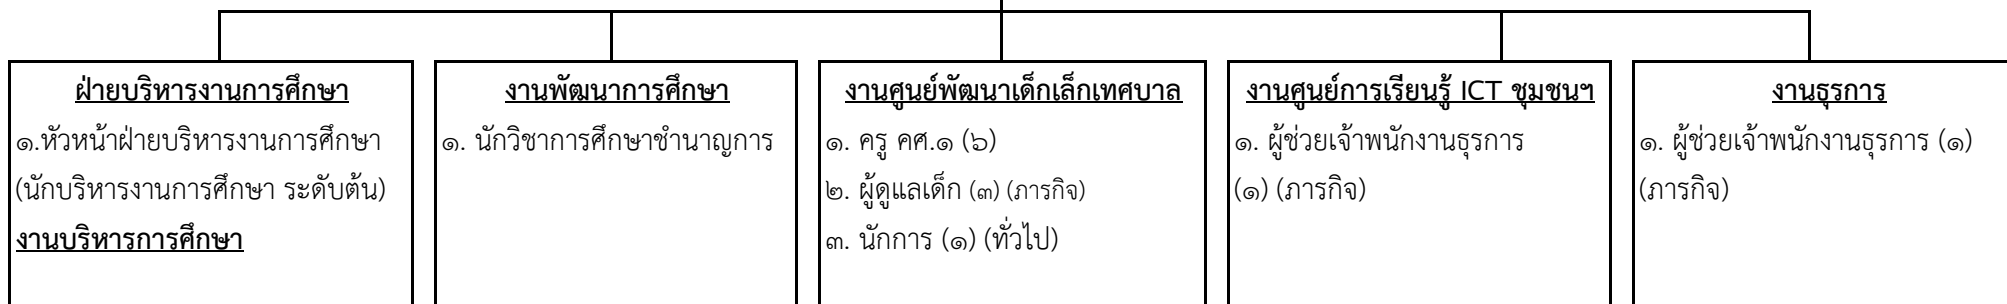 ฝ่ายบริหารงานการศึกษา
๑.หัวหน้าฝ่ายบริหารงานการศึกษา
(นักบริหารงานการศึกษา ระดับต้น)
งานบริหารการศึกษา
งานพัฒนาการศึกษา
๑. นักวิชาการศึกษาชำนาญการ
งานศูนย์พัฒนาเด็กเล็กเทศบาล
๑. ครู คศ.๑ (๖)
๒. ผู้ดูแลเด็ก (๓) (ภารกิจ)
๓. นักการ (๑) (ทั่วไป)
งานศูนย์การเรียนรู้ ICT ชุมชนฯ
๑. ผู้ช่วยเจ้าพนักงานธุรการ
(๑) (ภารกิจ)
งานธุรการ
๑. ผู้ช่วยเจ้าพนักงานธุรการ (๑)
(ภารกิจ)